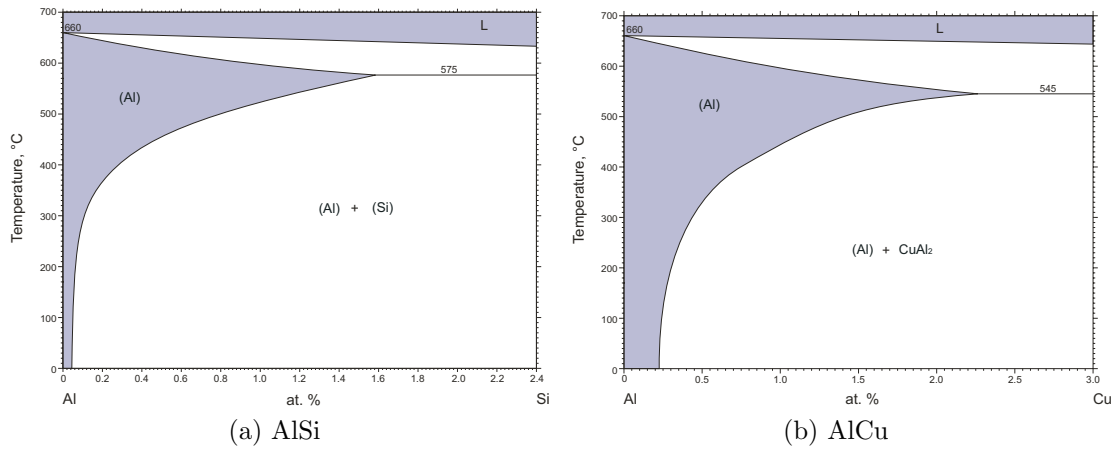 700
600
500
400
300
200
100
0
Temperature, °C
660
L
575
(Al)
(Al) + (Si)
0 0.2 0.4 0.6 0.8 1.0 1.2 1.4 1.6 1.8 2.0 2.2 2.4
Al at. % Si
(a) AlSi
700
600
500
400
300
200
100
0
Temperature, °C
660
L
545
(Al)
(Al) + CuAl₂
0 0.5 1.0 1.5 2.0 2.5 3.0
Al at. % Cu
(b) AlCu